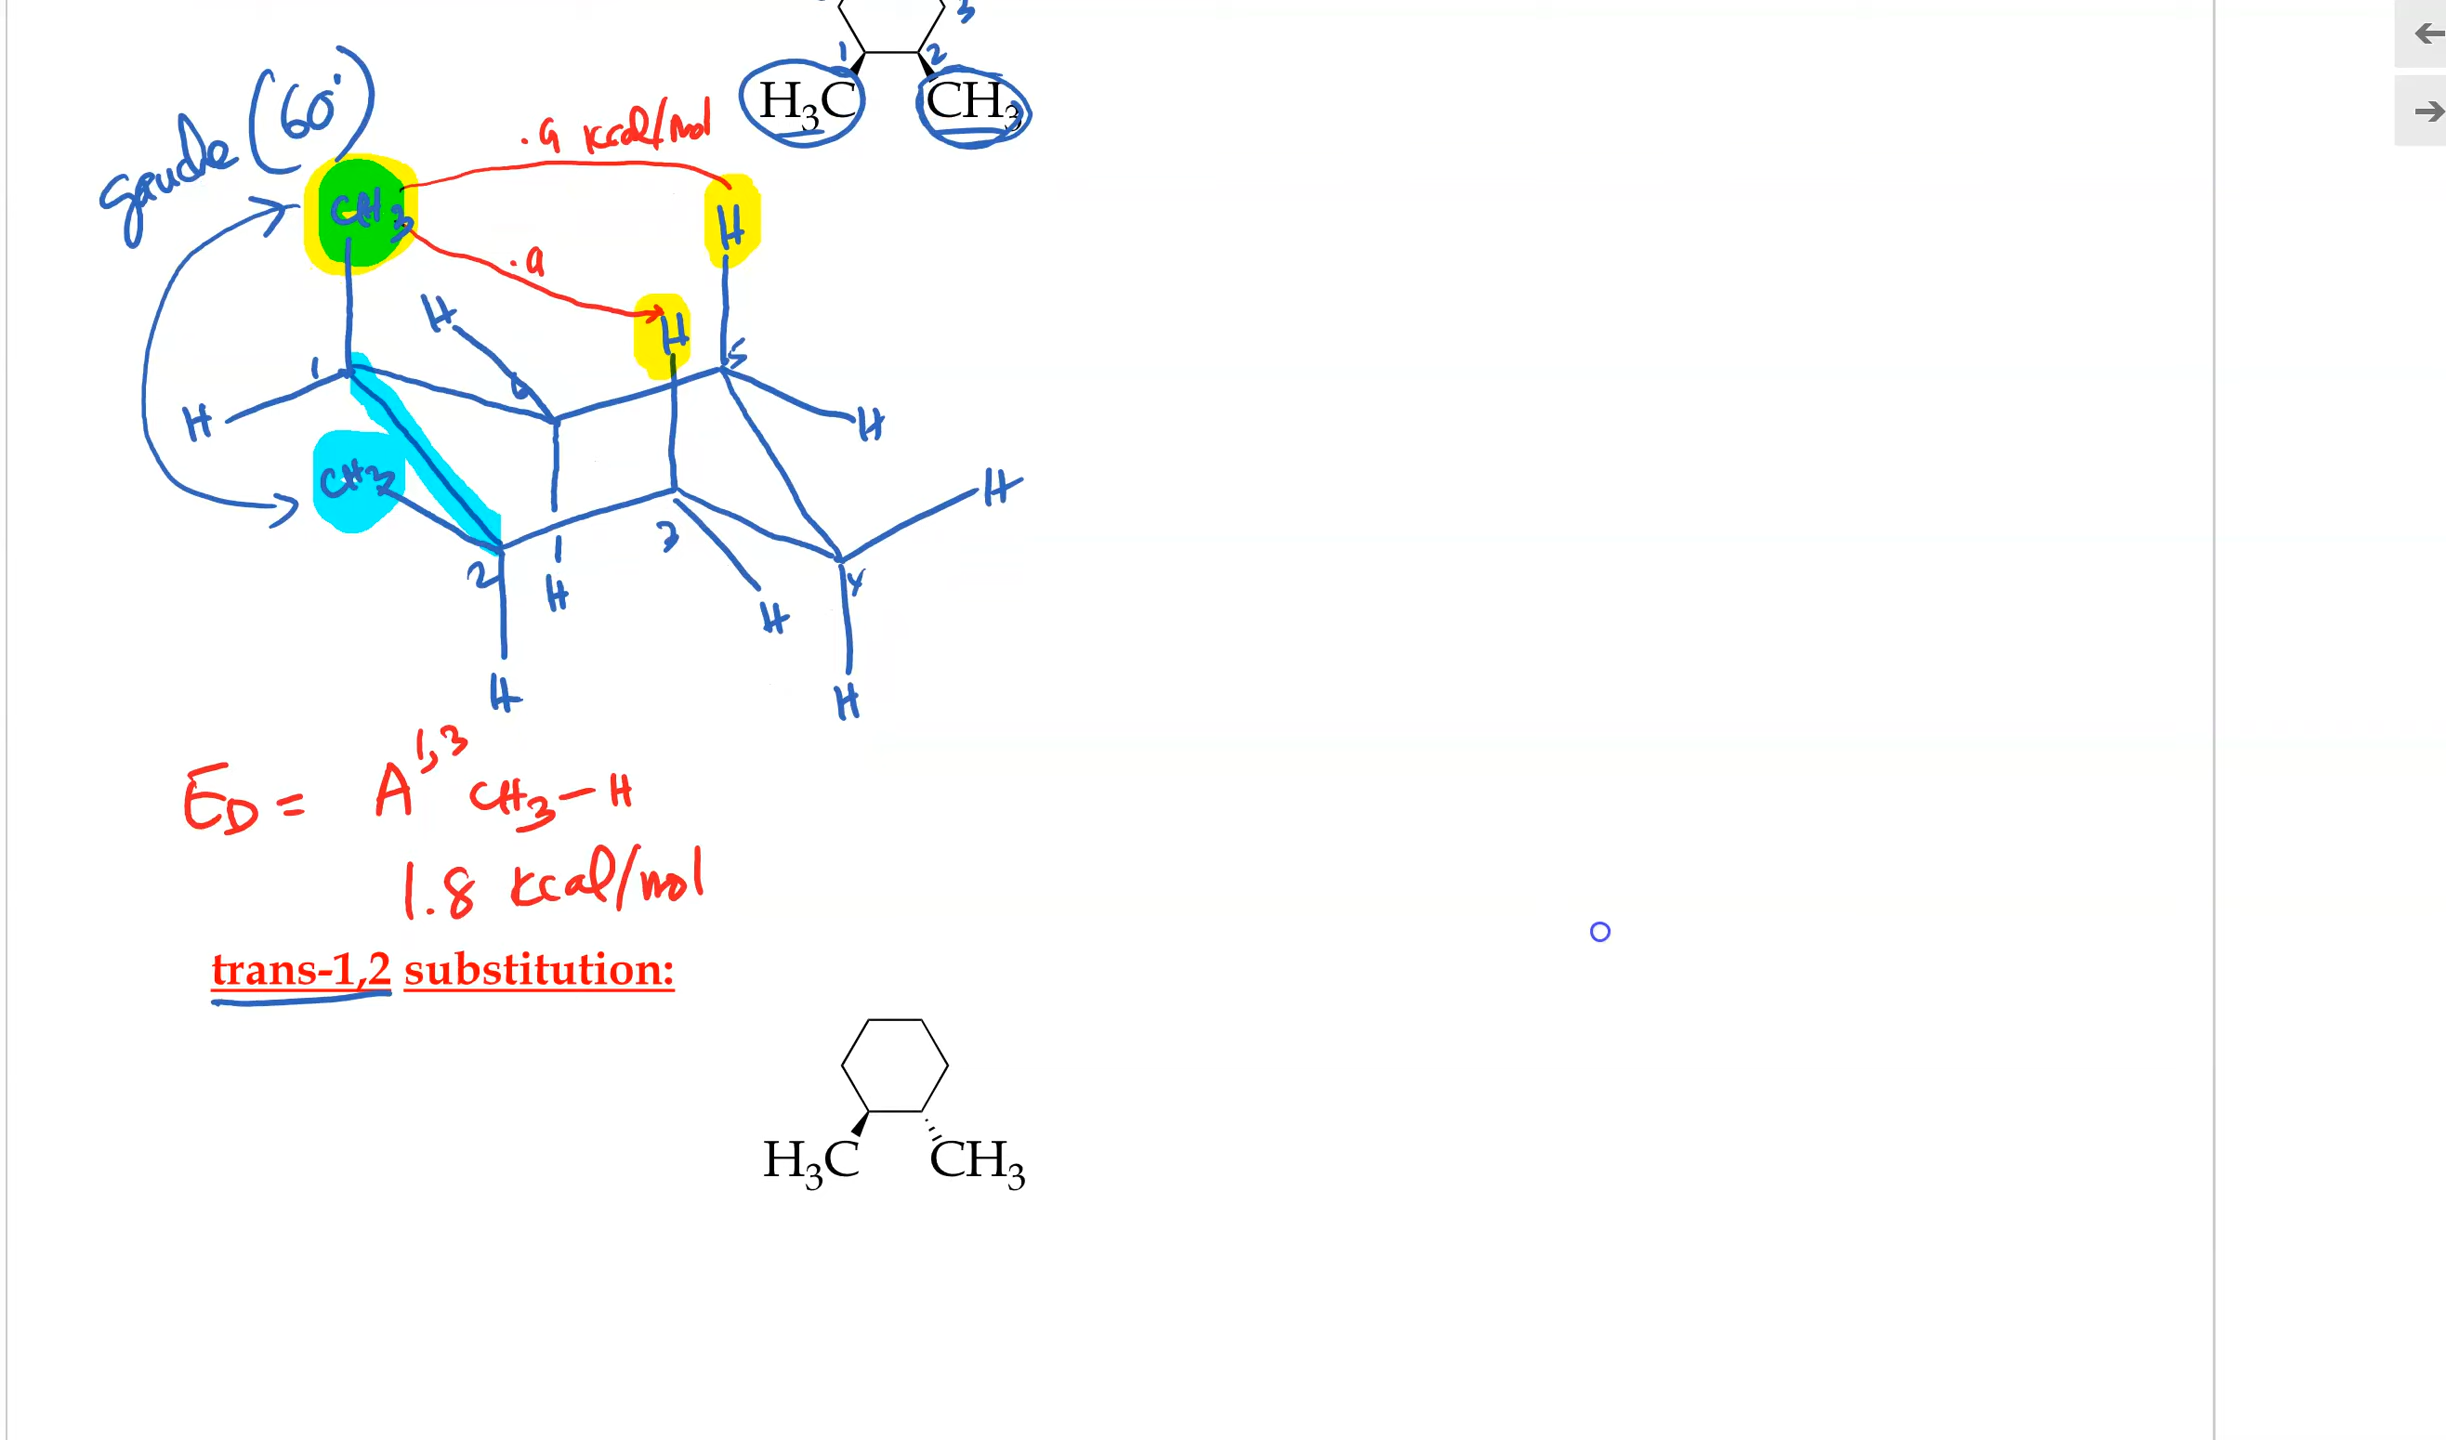 3
1 2
H3C CH3
gauche (60°)
.9 kcal/mol
CH3 H
.9
H H
1 6 5
H H
CH3 H
2 3 4
H H
H H
ED = A1,3 CH3-H
1.8 kcal/mol
trans-1,2 substitution:
H3C CH3